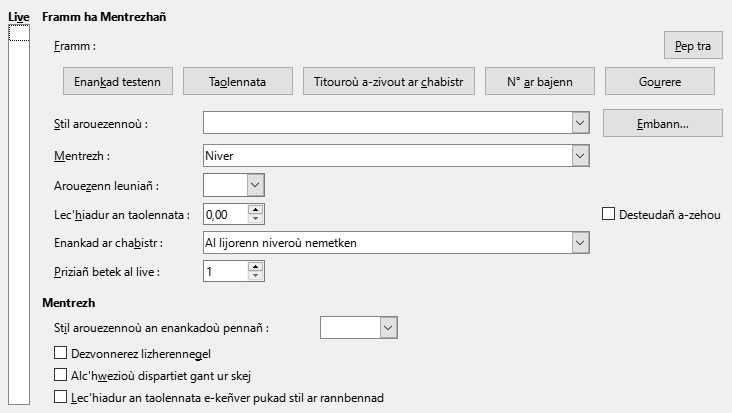 Live Framm ha Mentrezhañ
Framm : Pep tra
Enankad testenn Taolennata Titouroù a-zivout ar chabistr N° ar bajenn Gourere
Stil arouezennoù : Embann...
Mentrezh : Niver
Arouezenn leuniañ :
Lec'hiadur an taolennata : 0,00 Desteudañ a-zehou
Enankad ar chabistr : Al lijorenn niveroù nemetken
Priziañ betek al live : 1
Mentrezh
Stil arouezennoù an enankadoù pennañ :
Dezvonnerez lizherennegel
Alc'hwezioù dispartiet gant ur skej
Lec'hiadur an taolennata e-keñver pukad stil ar rannbennad